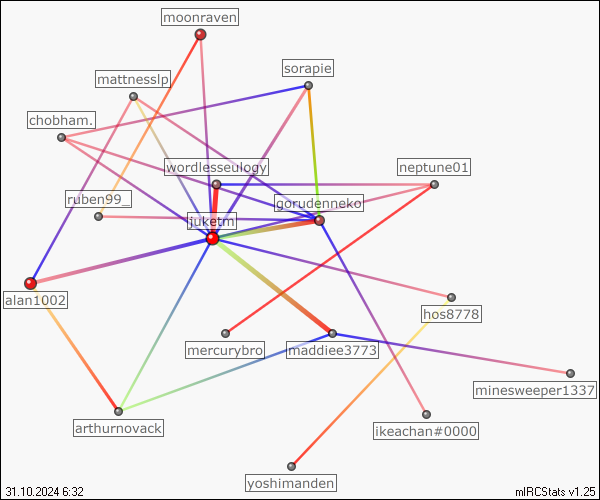 moonraven
sorapie
mattnesslp
chobham.
wordlesseulogy
neptune01
ruben99_
gorudenneko
juketm
alan1002
hos8778
mercurybro
maddiee3773
minesweeper1337
arthurnovack
ikeachan#0000
yoshimanden
31.10.2024 6:32
mIRCStats v1.25